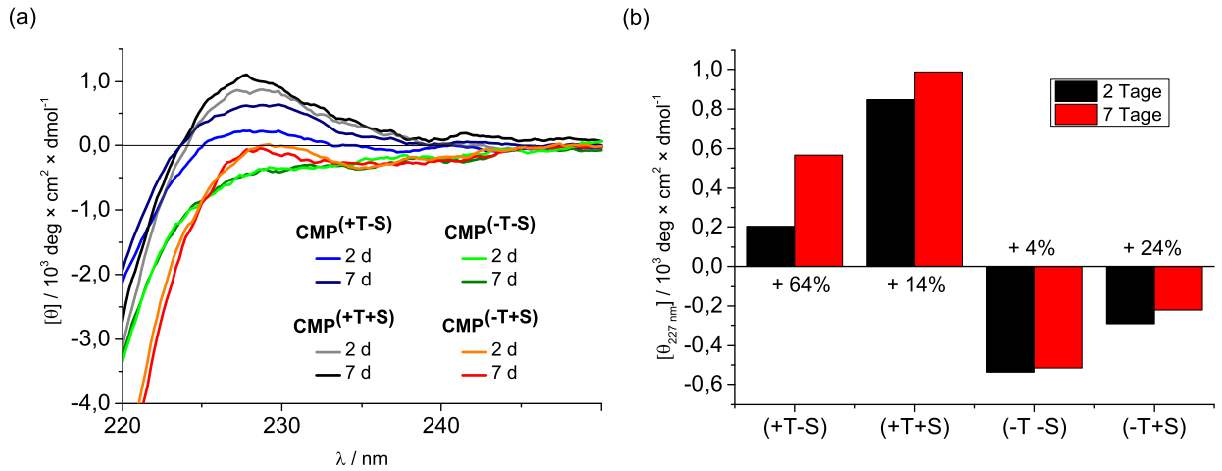 (a)
[θ] / 10³ deg × cm² × dmol⁻¹
1,0
0,0
-1,0
-2,0
-3,0
-4,0
220
230
240
λ / nm
CMP(+T-S)
2 d
7 d
CMP(-T-S)
2 d
7 d
CMP(+T+S)
2 d
7 d
CMP(-T+S)
2 d
7 d
(b)
[θ227 nm] / 10³ deg × cm² × dmol⁻¹
1,0
0,8
0,6
0,4
0,2
0,0
-0,2
-0,4
-0,6
2 Tage
7 Tage
+ 64%
+ 14%
+ 4%
+ 24%
(+T-S)
(+T+S)
(-T -S)
(-T+S)